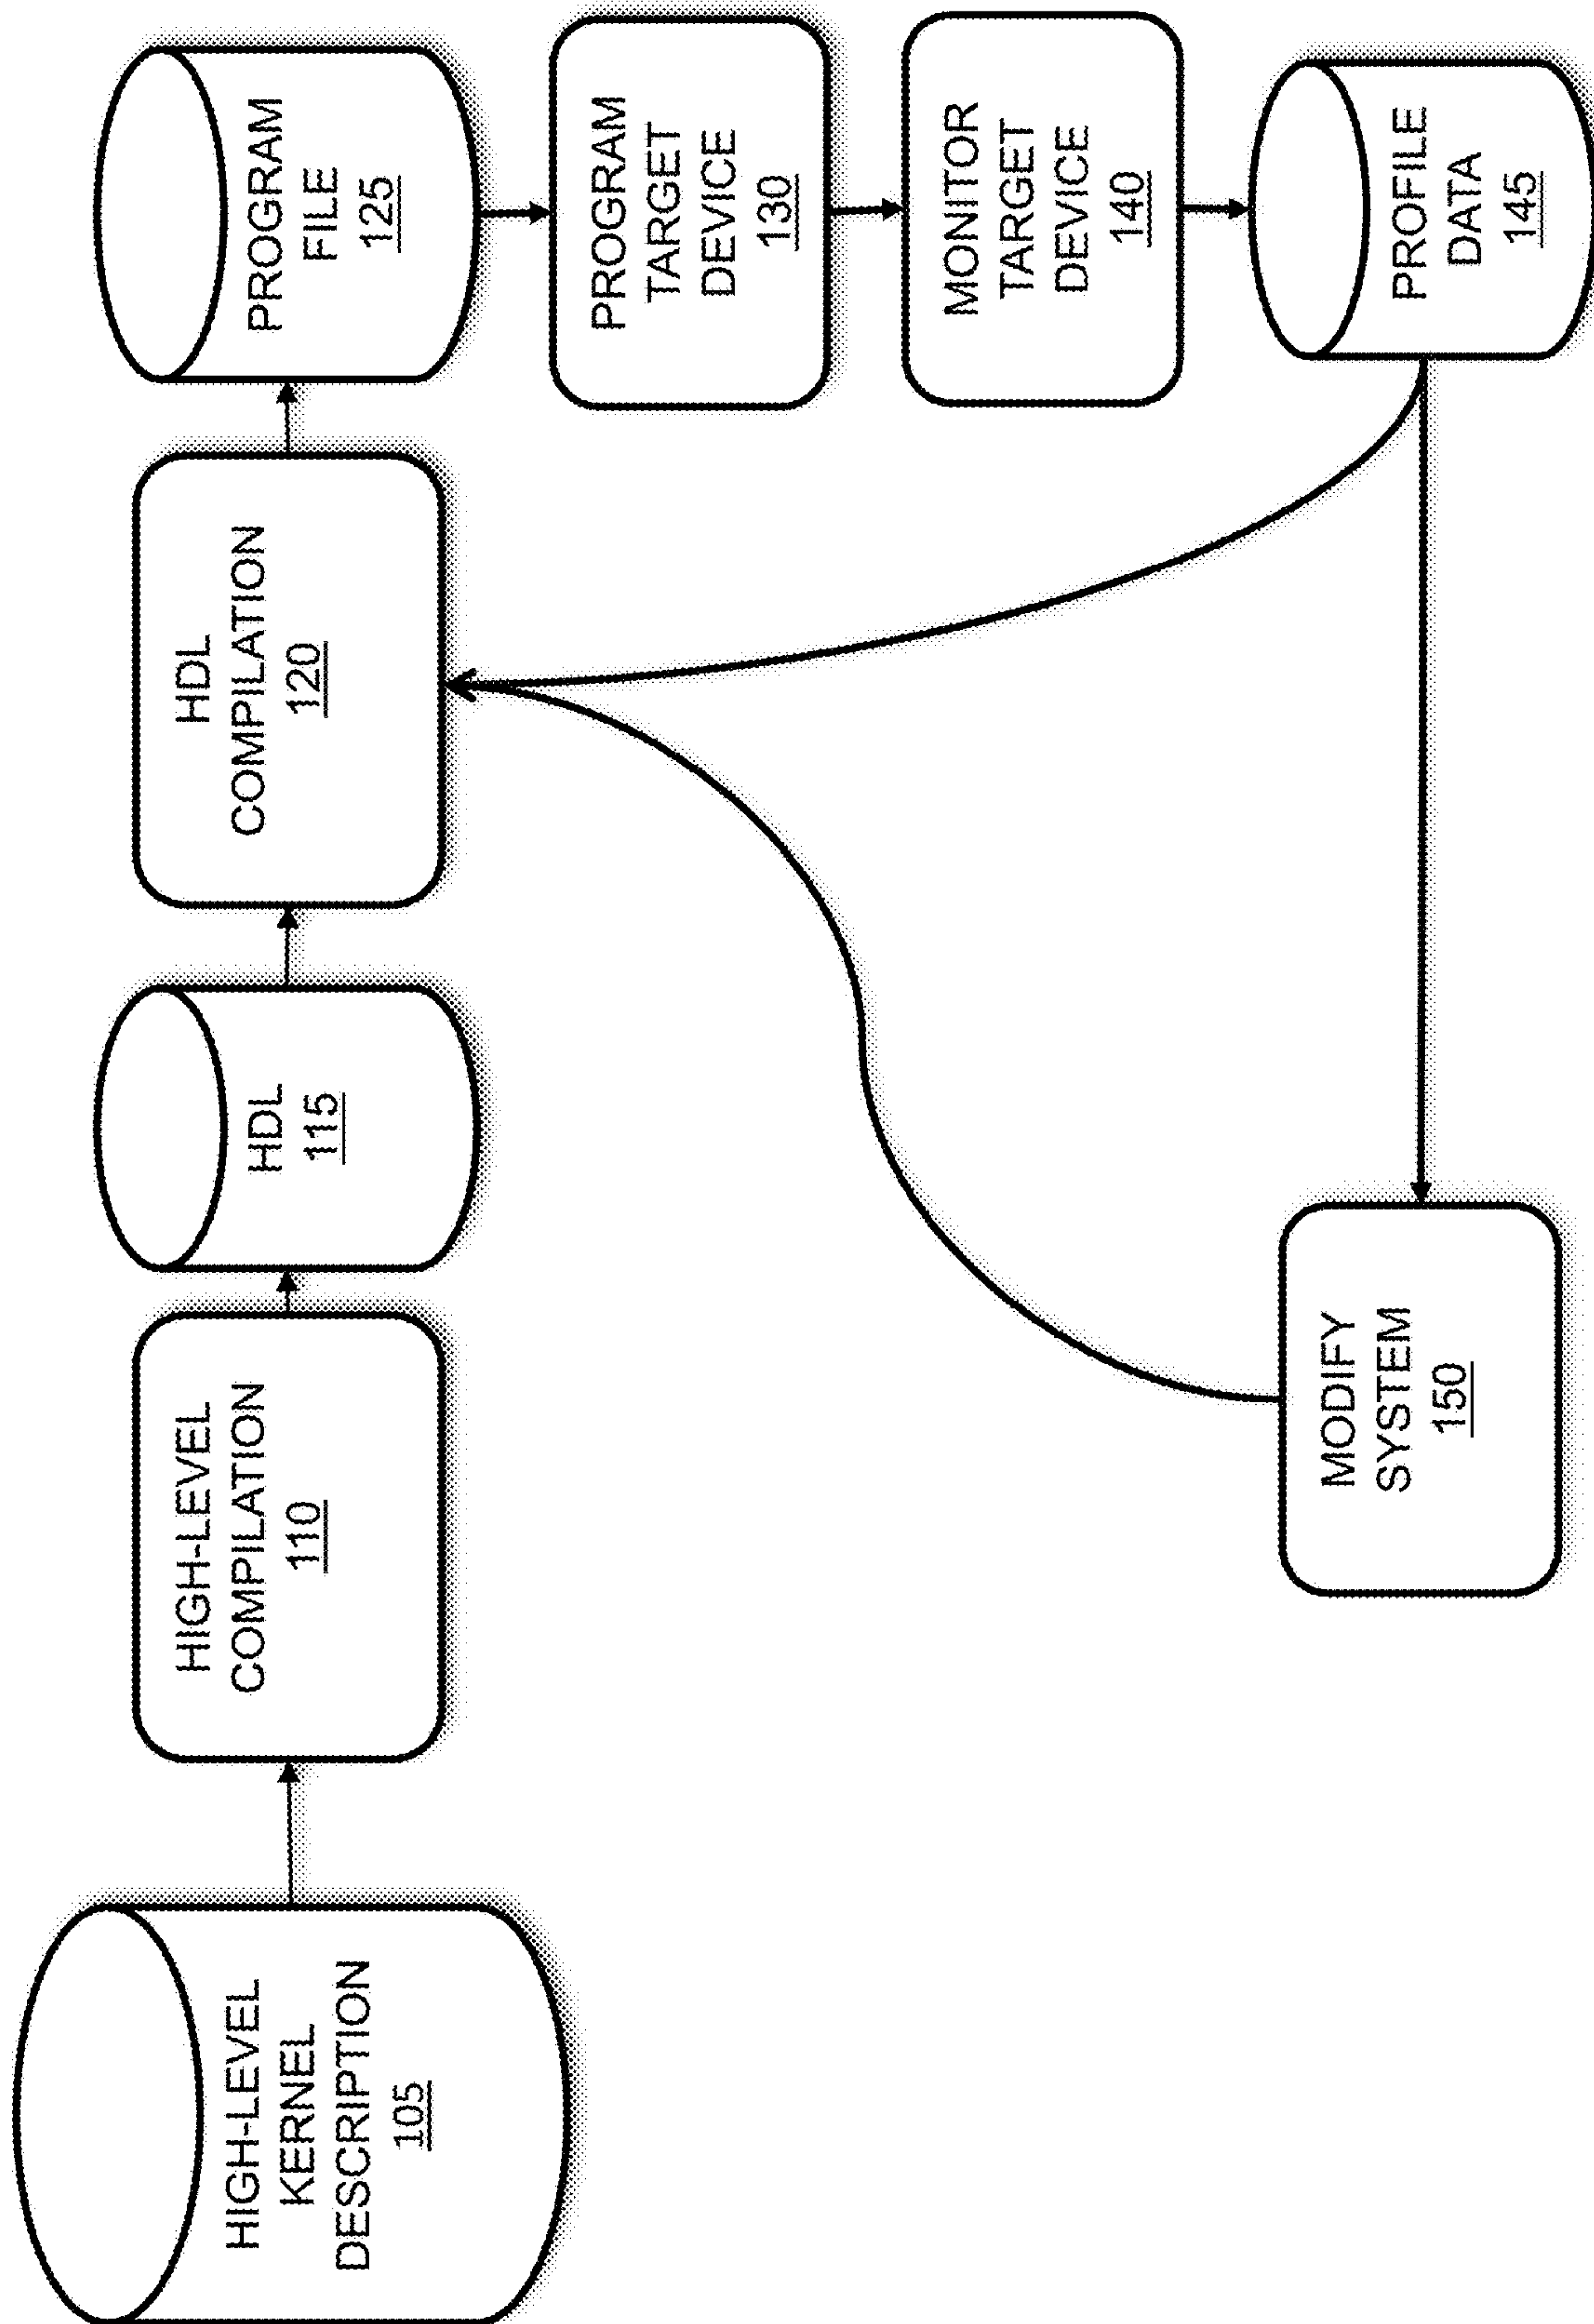 HIGH-LEVEL
KERNEL
DESCRIPTION
105
HIGH-LEVEL
COMPILATION
110
HDL
115
HDL
COMPILATION
120
PROGRAM
FILE
125
PROGRAM
TARGET
DEVICE
130
MONITOR
TARGET
DEVICE
140
PROFILE
DATA
145
MODIFY
SYSTEM
150